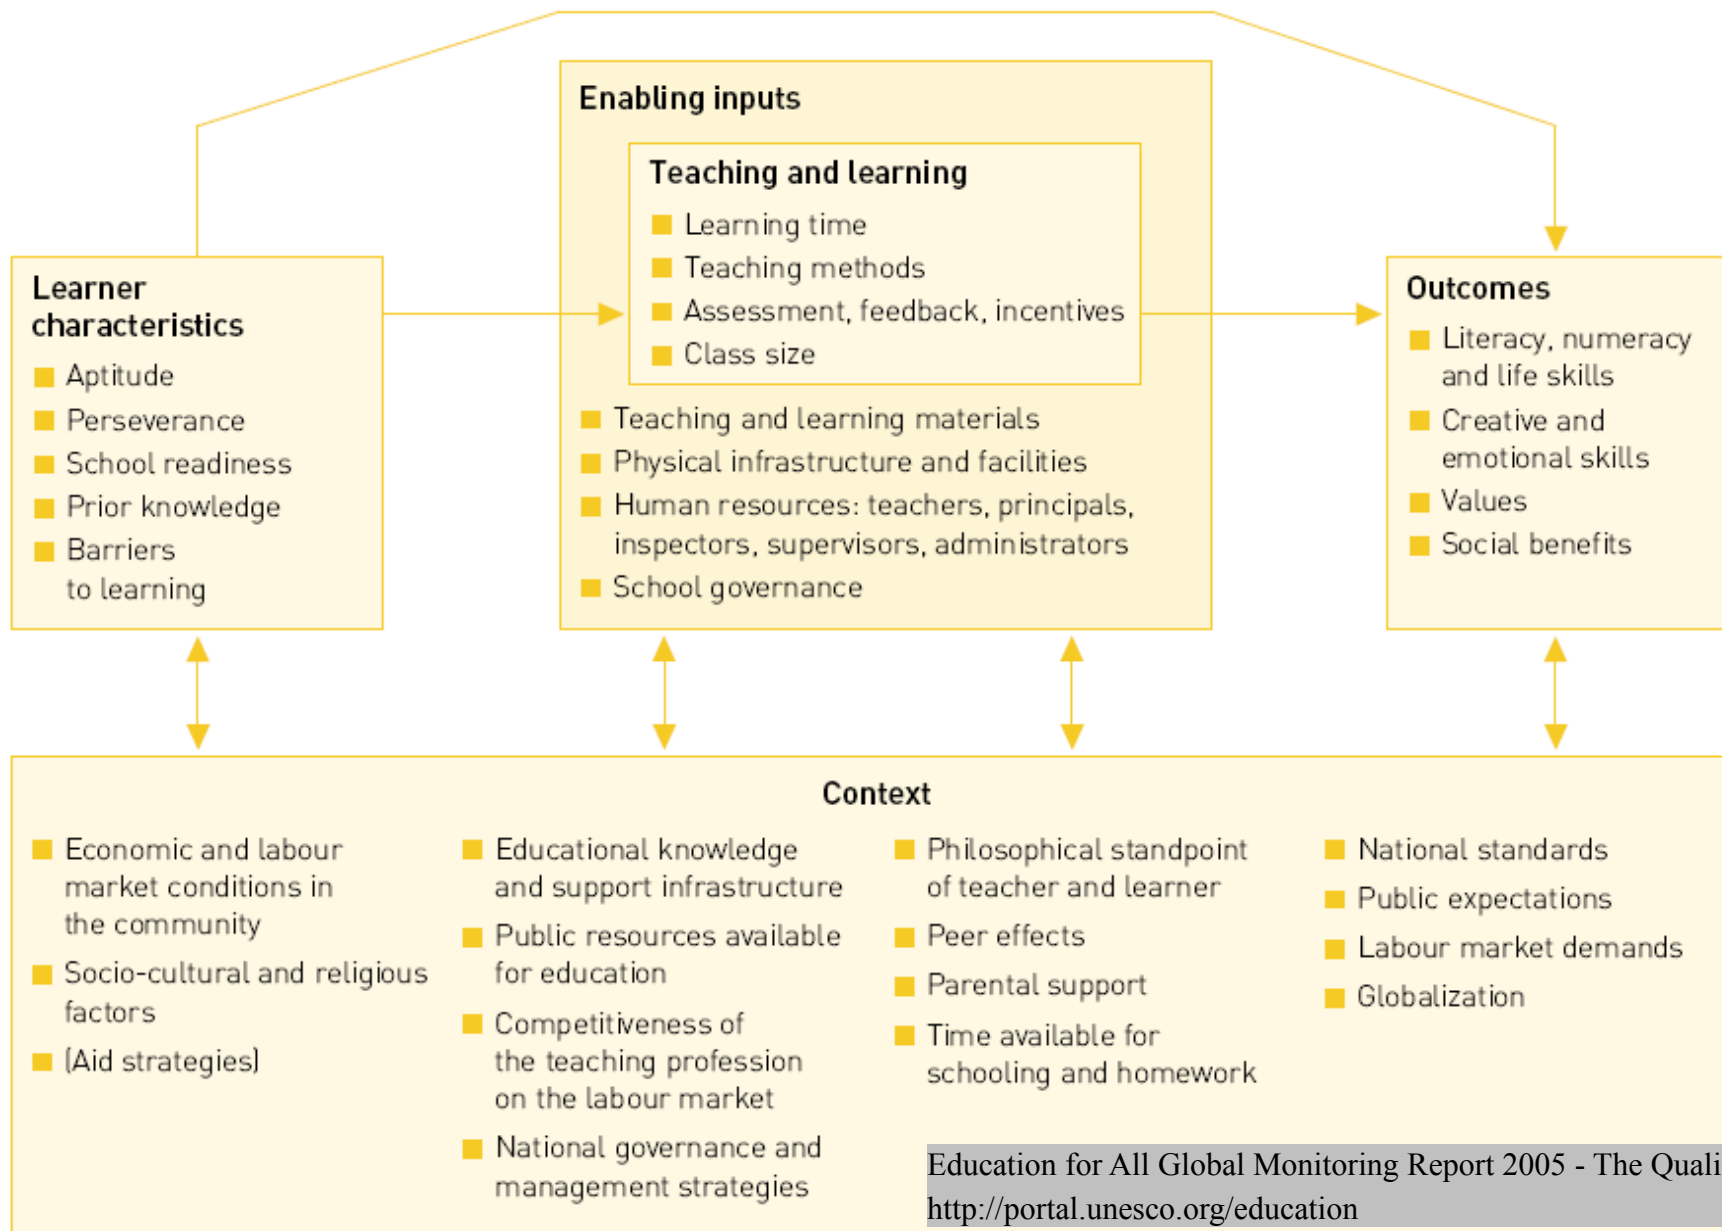 Enabling inputs
Teaching and learning
Learning time
Teaching methods
Assessment, feedback, incentives
Class size
Teaching and learning materials
Physical infrastructure and facilities
Human resources: teachers, principals,
inspectors, supervisors, administrators
School governance
Learner
characteristics
Aptitude
Perseverance
School readiness
Prior knowledge
Barriers
to learning
Outcomes
Literacy, numeracy
and life skills
Creative and
emotional skills
Values
Social benefits
Context
Economic and labour
market conditions in
the community
Socio-cultural and religious
factors
(Aid strategies)
Educational knowledge
and support infrastructure
Public resources available
for education
Competitiveness of
the teaching profession
on the labour market
National governance and
management strategies
Philosophical standpoint
of teacher and learner
Peer effects
Parental support
Time available for
schooling and homework
National standards
Public expectations
Labour market demands
Globalization
Education for All Global Monitoring Report 2005 - The Quali
http://portal.unesco.org/education